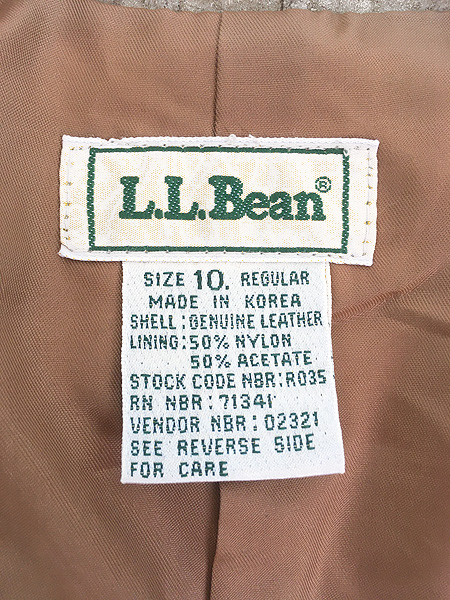 L.L.Bean®
SIZE 10. REGULAR
MADE IN KOREA
SHELL: GENUINE LEATHER
LINING: 50% NYLON
50% ACETATE
STOCK CODE NBR: R035
RN NBR: 71341
VENDOR NBR: 02321
SEE REVERSE SIDE
FOR CARE